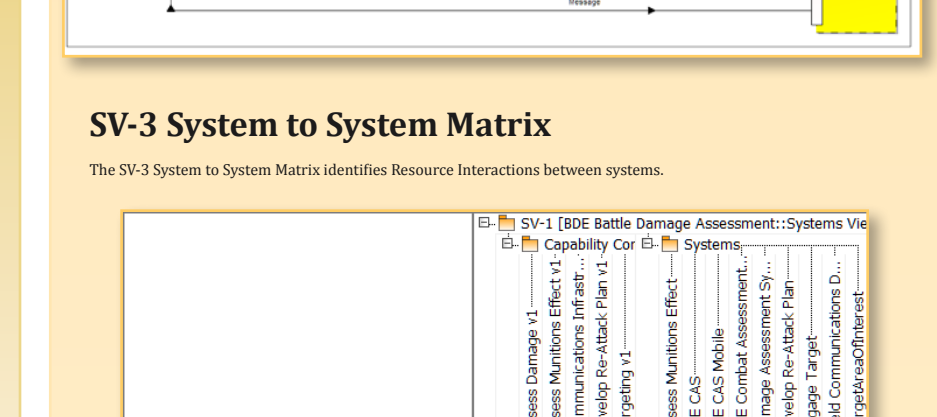 Message
SV-3 System to System Matrix
The SV-3 System to System Matrix identifies Resource Interactions between systems.
SV-1 [BDE Battle Damage Assessment::Systems Vie
Capability Cor
Systems
sess Damage v1
sess Munitions Effect v1
mmunications Infrastr...
velop Re-Attack Plan v1
rgeting v1
sess Munitions Effect
E CAS
E CAS Mobile
E Combat Assessment...
mage Assessment Sy...
velop Re-Attack Plan
gage Target
eld Communications D...
rgetAreaOfInterest